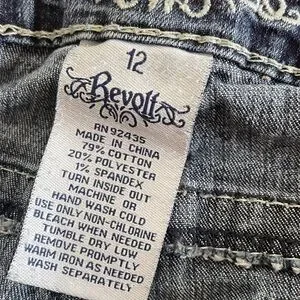 12
Revolt
RN 92435
MADE IN CHINA
79% COTTON
20% POLYESTER
1% SPANDEX
TURN INSIDE OUT
MACHINE OR
HAND WASH COLD
USE ONLY NON-CHLORINE
BLEACH WHEN NEEDED
TUMBLE DRY LOW
REMOVE PROMPTLY
WARM IRON AS NEEDED
WASH SEPARATELY